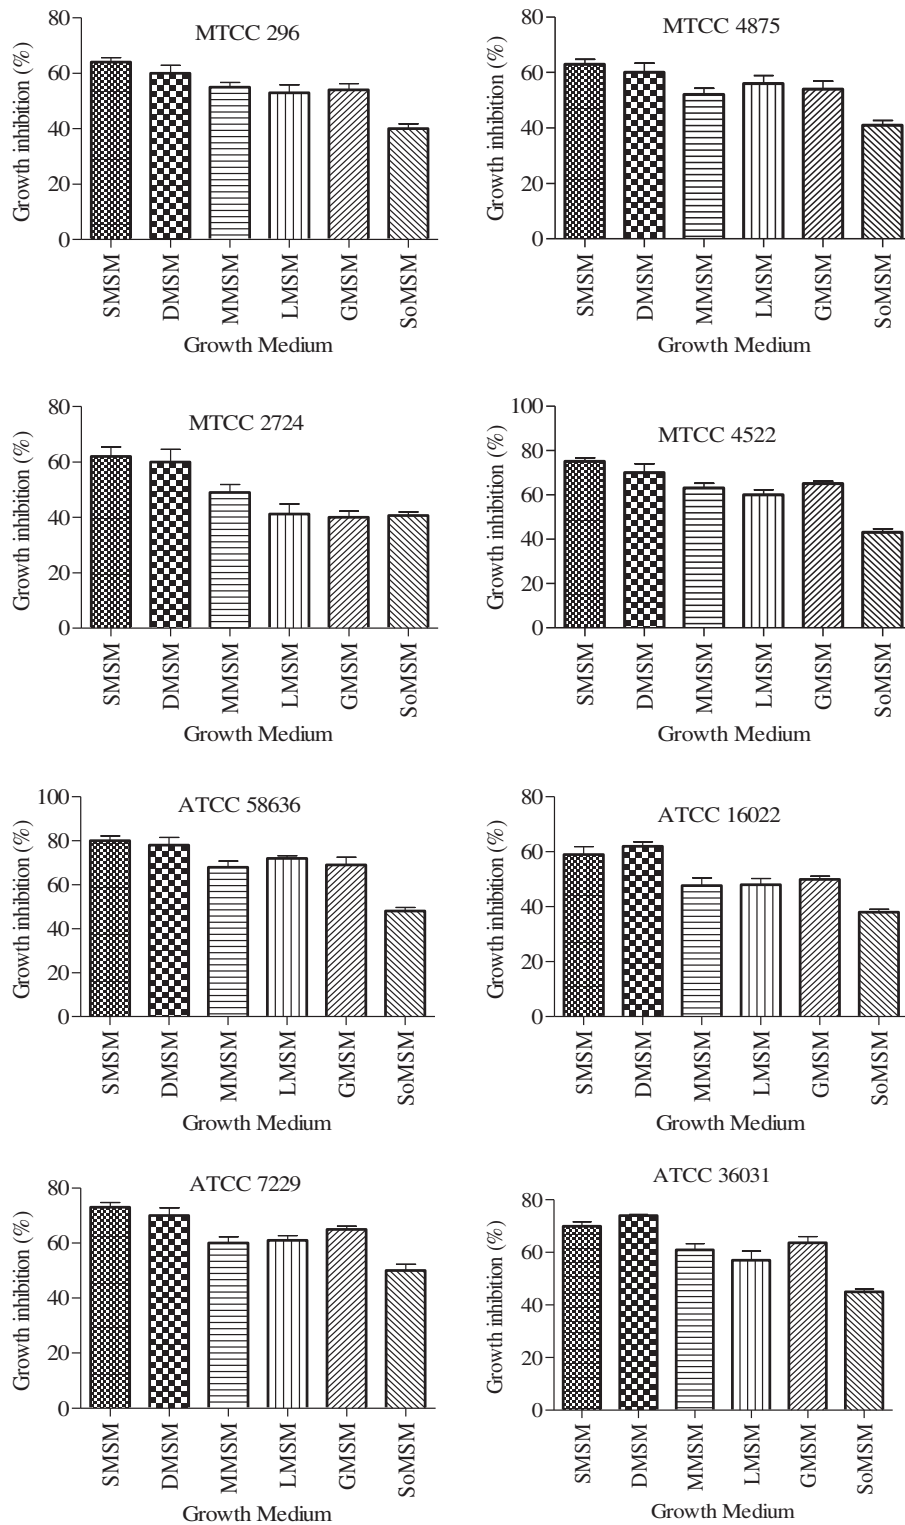 MTCC 296
Growth inhibition (%)
80
60
40
20
0
SMSM
DMSM
MMSM
LMSM
GMSM
SoMSM
Growth Medium
MTCC 4875
Growth inhibition (%)
80
60
40
20
0
SMSM
DMSM
MMSM
LMSM
GMSM
SoMSM
Growth Medium
MTCC 2724
Growth inhibition (%)
80
60
40
20
0
SMSM
DMSM
MMSM
LMSM
GMSM
SoMSM
Growth Medium
MTCC 4522
Growth inhibition (%)
100
80
60
40
20
0
SMSM
DMSM
MMSM
LMSM
GMSM
SoMSM
Growth Medium
ATCC 58636
Growth inhibition (%)
100
80
60
40
20
0
SMSM
DMSM
MMSM
LMSM
GMSM
SoMSM
Growth Medium
ATCC 16022
Growth inhibition (%)
80
60
40
20
0
SMSM
DMSM
MMSM
LMSM
GMSM
SoMSM
Growth Medium
ATCC 7229
Growth inhibition (%)
80
60
40
20
0
SMSM
DMSM
MMSM
LMSM
GMSM
SoMSM
Growth Medium
ATCC 36031
Growth inhibition (%)
80
60
40
20
0
SMSM
DMSM
MMSM
LMSM
GMSM
SoMSM
Growth Medium